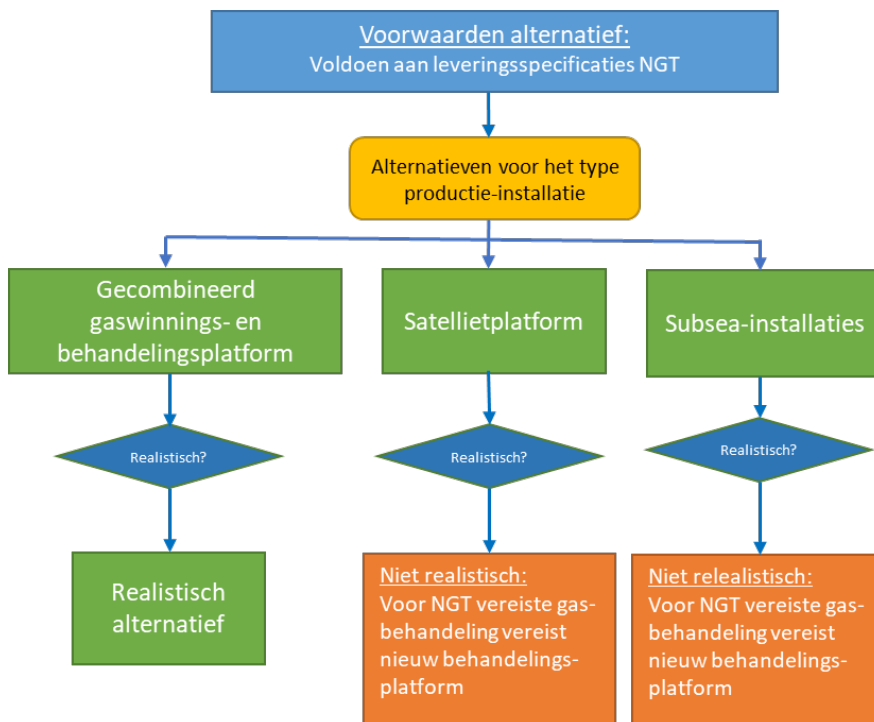 Voorwaarden alternatief:
Voldoen aan leveringsspecificaties NGT
Alternatieven voor het type
productie-installatie
Gecombineerd
gaswinnings- en
behandelingsplatform
Satellietplatform
Subsea-installaties
Realistisch?
Realistisch?
Realistisch?
Realistisch
alternatief
Niet realistisch:
Voor NGT vereiste gas-
behandeling vereist
nieuw behandelings-
platform
Niet relealistisch:
Voor NGT vereiste gas-
behandeling vereist
nieuw behandelings-
platform